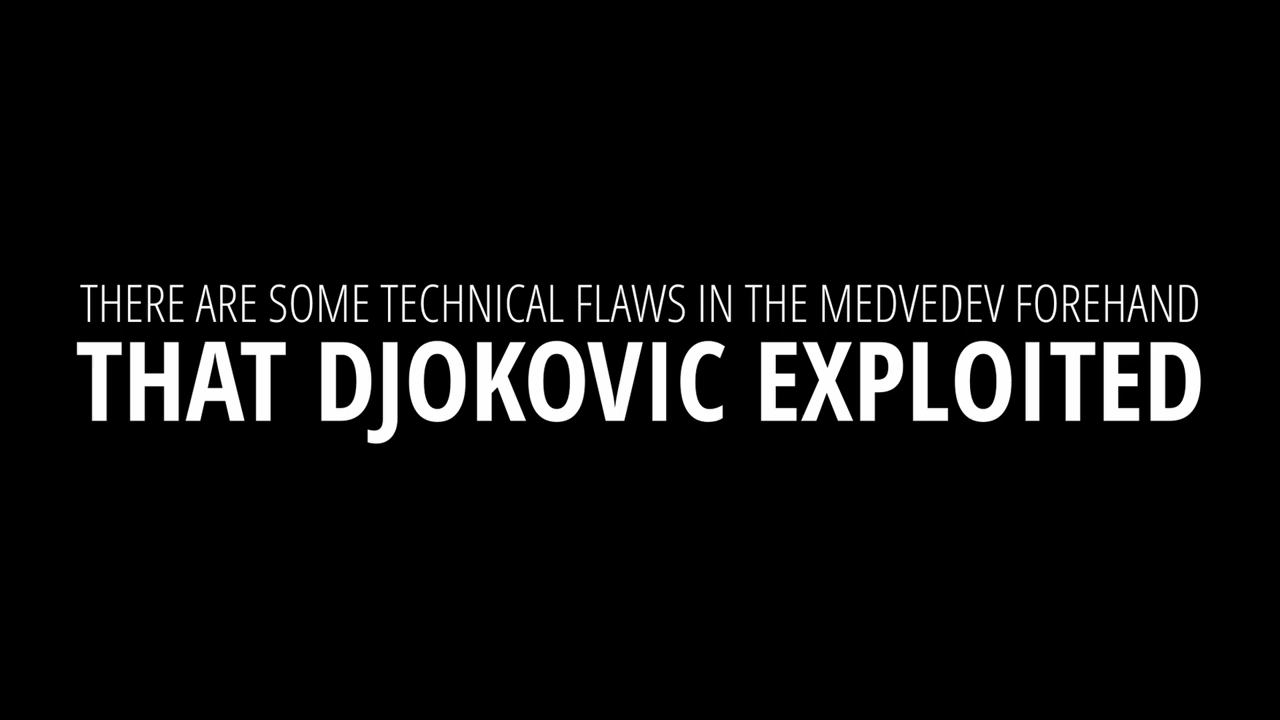 THERE ARE SOME TECHNICAL FLAWS IN THE MEDVEDEV FOREHAND
THAT DJOKOVIC EXPLOITED